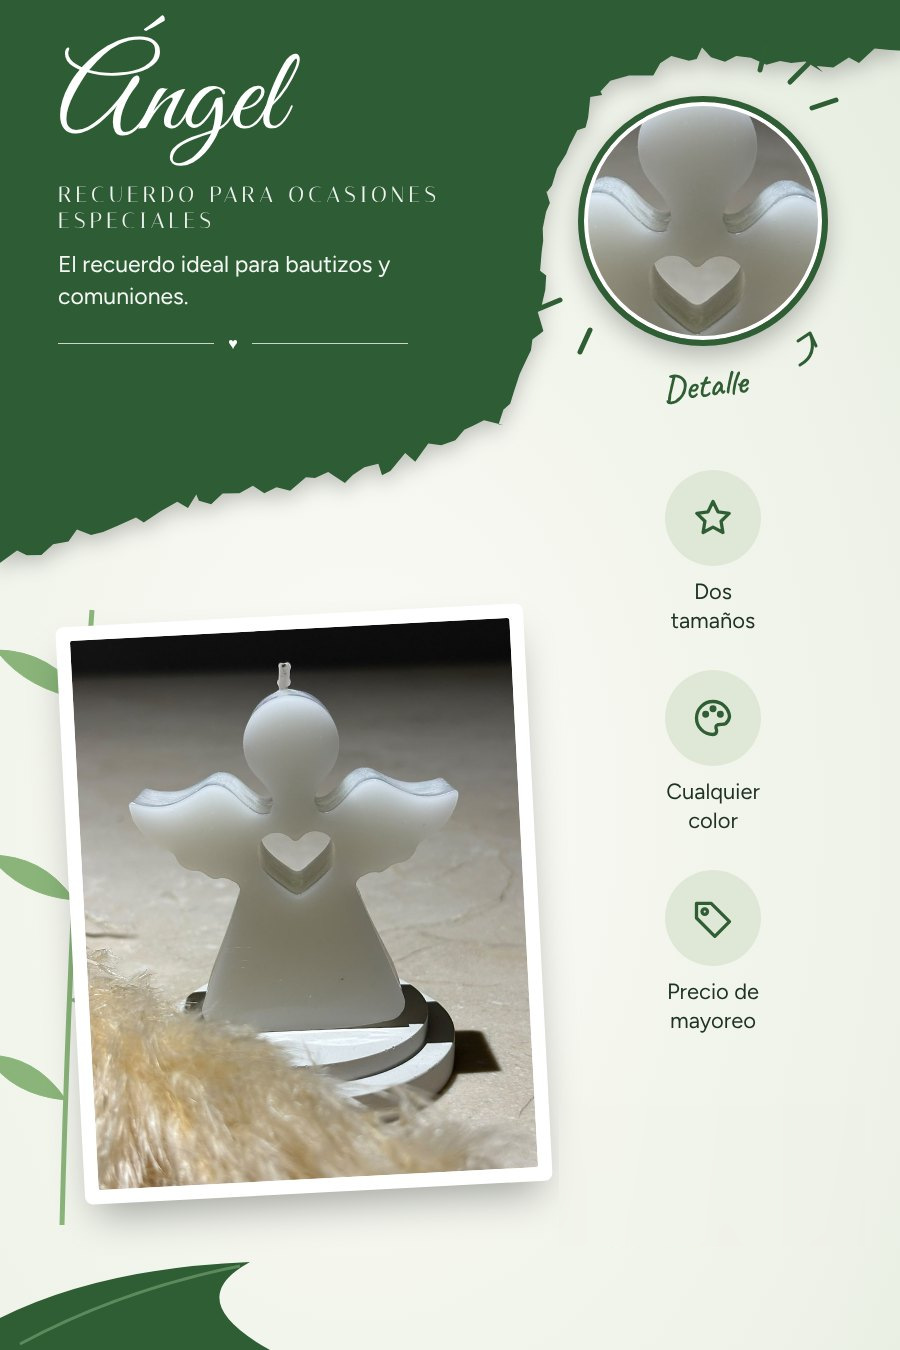 Ángel
RECUERDO PARA OCASIONES
ESPECIALES
El recuerdo ideal para bautizos y
comuniones.
Detalle
Dos
tamaños
Cualquier
color
Precio de
mayoreo